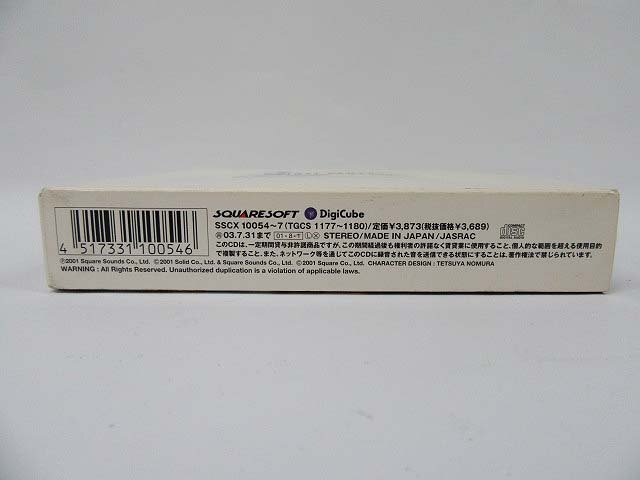 SQUARESOFT DigiCube
SSCX 10054~7(TGCS 1177~1180)/定価¥3,873(税抜価格¥3,689)
03.7.31まで 01・8・1 Ⓛ STEREO/MADE IN JAPAN/JASRAC
このCDは、一定期間貸与非許諾商品ですが、この期間経過後も権利者の許諾なく賃貸業に使用すること、個人的な範囲を超える使用目的
で複製すること、また、ネットワーク等を通じてこのCDに録音された音を送信できる状態にすることは、著作権法で禁じられています。
4 517331 100546
Ⓟ2001 Square Sounds Co., Ltd. ©2001 Solid Co., Ltd. & Square Sounds Co., Ltd. ©2001 Square Co., Ltd. CHARACTER DESIGN : TETSUYA NOMURA
WARNING : All Rights Reserved. Unauthorized duplication is a violation of applicable laws.
COMPACT disc